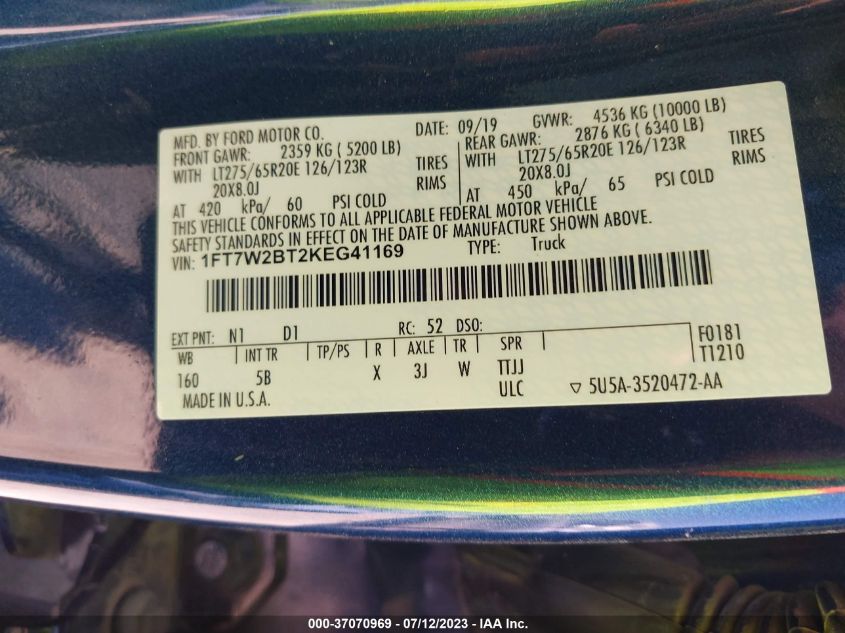 MFD. BY FORD MOTOR CO.
DATE: 09/19
GVWR: 4536 KG (10000 LB)
FRONT GAWR: 2359 KG ( 5200 LB)
REAR GAWR: 2876 KG ( 6340 LB)
WITH LT275/65R20E 126/123R TIRES
WITH LT275/65R20E 126/123R TIRES
20X8.0J RIMS
20X8.0J RIMS
AT 420 kPa/ 60 PSI COLD
AT 450 kPa/ 65 PSI COLD
THIS VEHICLE CONFORMS TO ALL APPLICABLE FEDERAL MOTOR VEHICLE
SAFETY STANDARDS IN EFFECT ON THE DATE OF MANUFACTURE SHOWN ABOVE.
VIN: 1FT7W2BT2KEG41169
TYPE: Truck
EXT PNT: N1 D1 RC: 52 DSO:
WB INT TR TP/PS R AXLE TR SPR
F0181
T1210
160 5B X 3J W TTJJ
ULC
MADE IN U.S.A.
▽ 5U5A-3520472-AA
000-37070969 / 07/12/2023 - IAA Inc.